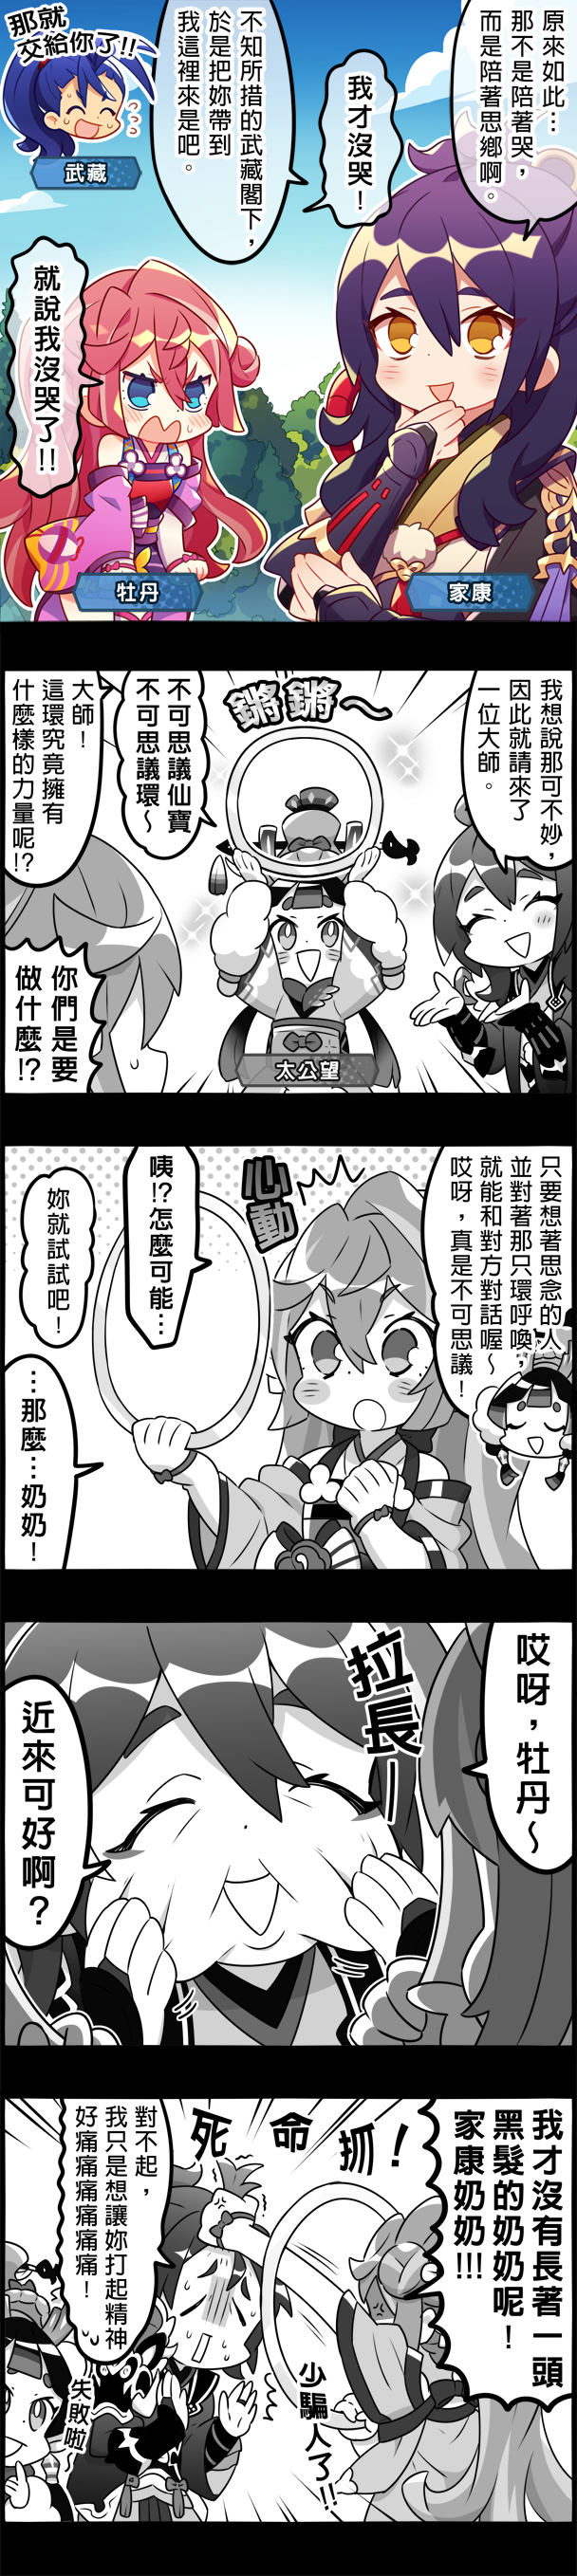 原來如此…
那不是陪著哭，
而是陪著思鄉啊。
我才沒哭！
不知所措的武藏閣下，
於是把妳帶到
我這裡來是吧。
那就
交給你了!!
武藏
就說我沒哭了!!
牡丹
家康
我想說那可不妙，
因此就請來了
一位大師。
鏘鏘～
不可思議仙寶
不可思議環～
大師！
這環究竟擁有
什麼樣的力量呢!?
你們是要
做什麼!?
太公望
只要想著思念的人
並對著那只環呼喚，
就能和對方對話喔～
哎呀，真是不可思議！
心動
咦!?怎麼可能…
妳就試試吧！
…那麼…奶奶！
哎呀，牡丹～
拉長—
近來可好啊？
我才沒有長著一頭
黑髮的奶奶呢！
家康奶奶!!!
死命抓！
對不起，
我只是想讓妳打起精神
好痛痛痛痛痛痛痛！
少騙人了!!
失敗啦～